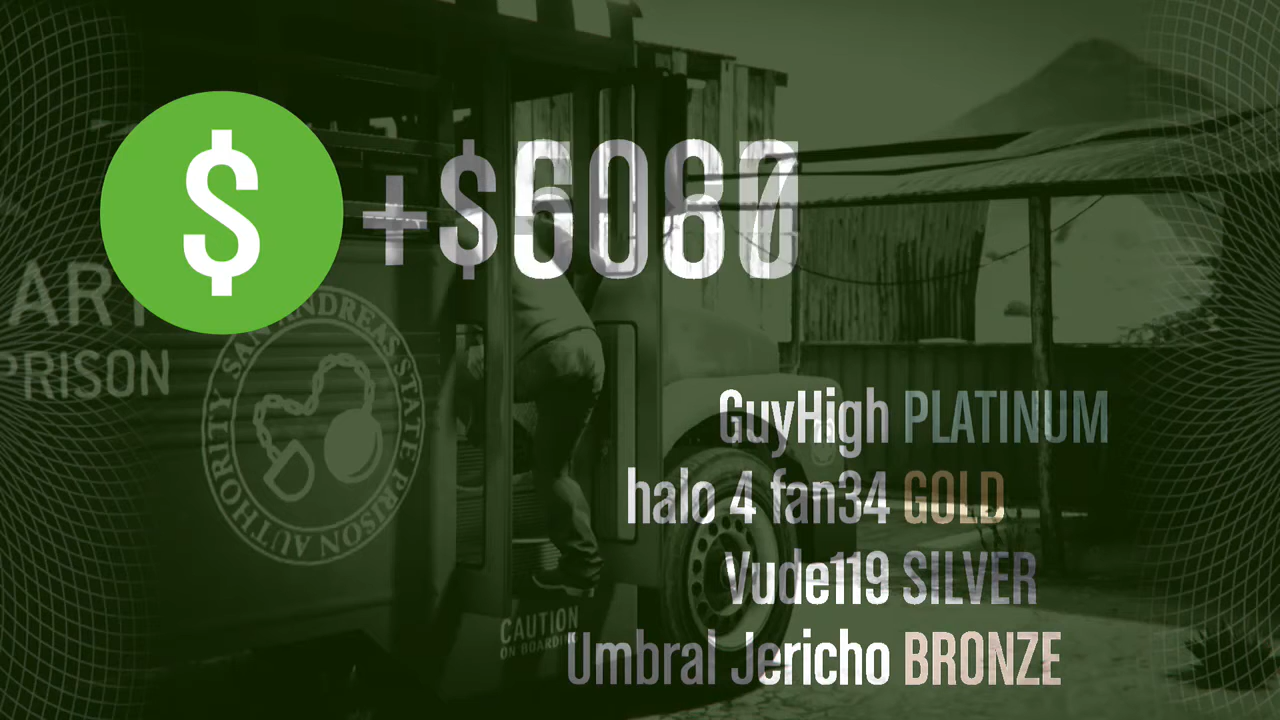 $
+$
ARY
PRISON
SAN ANDREAS STATE PRISON AUTHORITY
GuyHigh PLATINUM
halo 4 fan34 GOLD
Vude119 SILVER
CAUTION
ON BOARDING
Umbral Jericho BRONZE